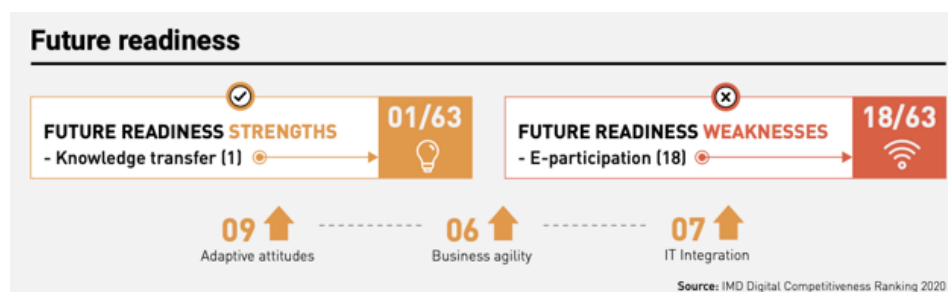 Future readiness
FUTURE READINESS STRENGTHS
- Knowledge transfer (1)
01/63
FUTURE READINESS WEAKNESSES
- E-participation (18)
18/63
09
Adaptive attitudes
06
Business agility
07
IT Integration
Source: IMD Digital Competitiveness Ranking 2020